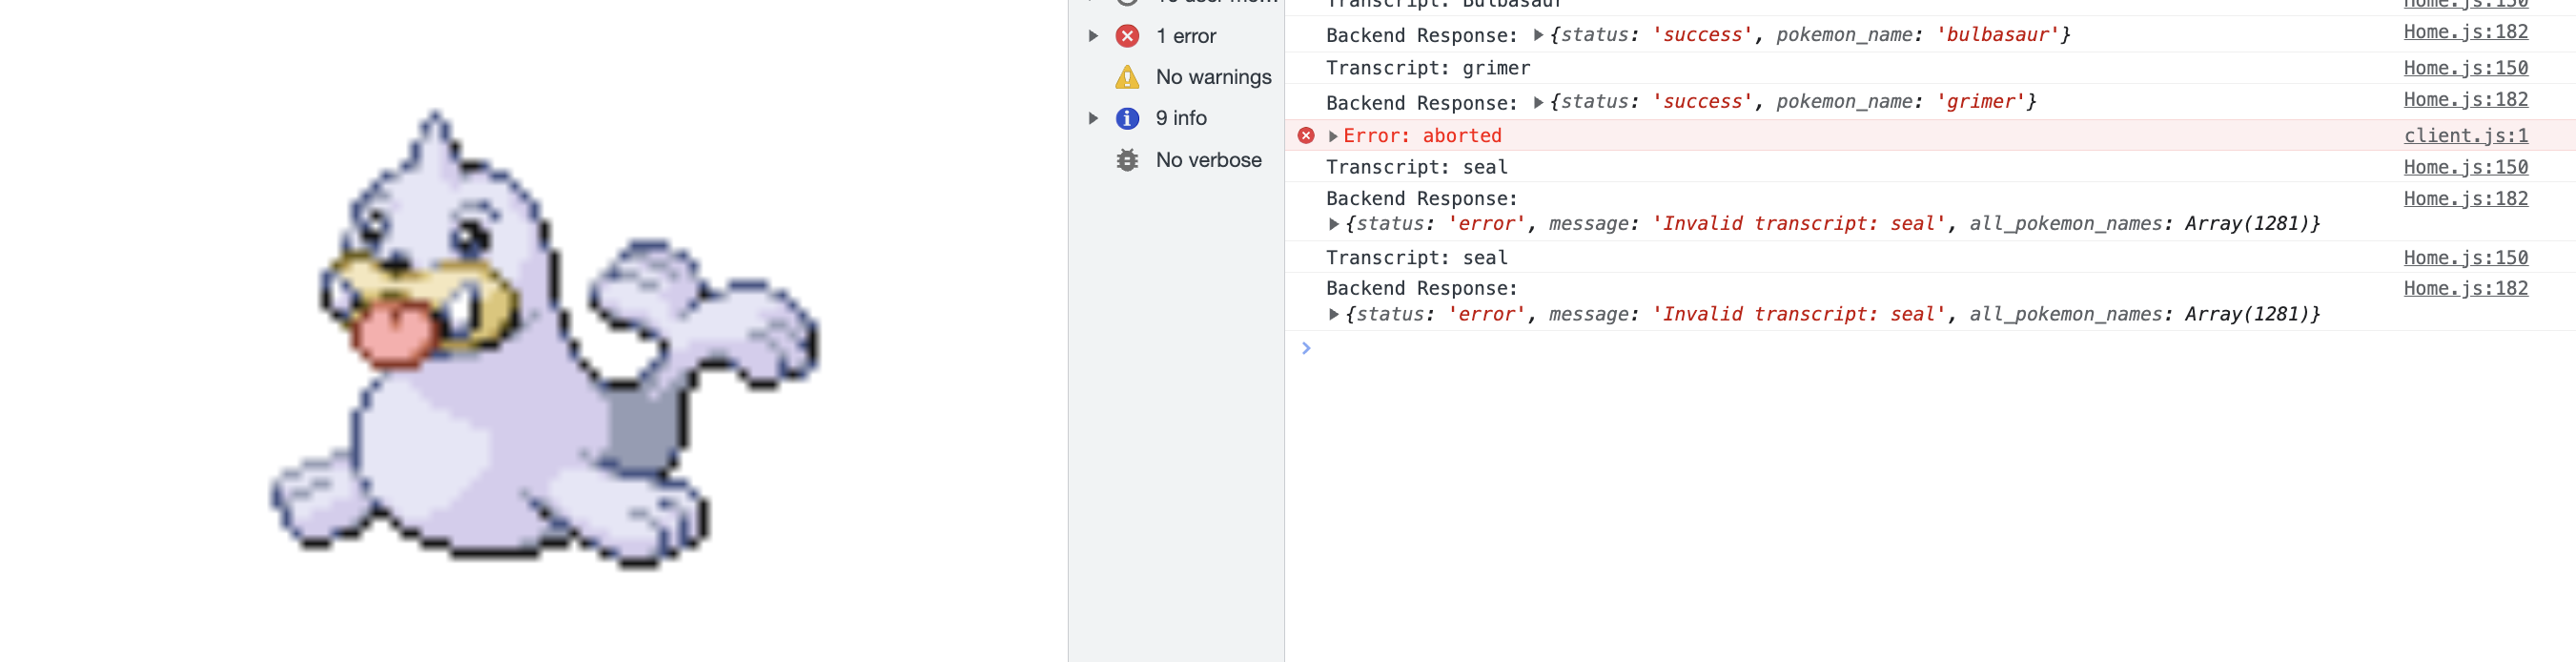 1 error
No warnings
9 info
No verbose
Transcript: Bulbasaur
Backend Response: {status: 'success', pokemon_name: 'bulbasaur'} Home.js:182
Transcript: grimer Home.js:150
Backend Response: {status: 'success', pokemon_name: 'grimer'} Home.js:182
Error: aborted client.js:1
Transcript: seal Home.js:150
Backend Response: Home.js:182
{status: 'error', message: 'Invalid transcript: seal', all_pokemon_names: Array(1281)}
Transcript: seal Home.js:150
Backend Response: Home.js:182
{status: 'error', message: 'Invalid transcript: seal', all_pokemon_names: Array(1281)}